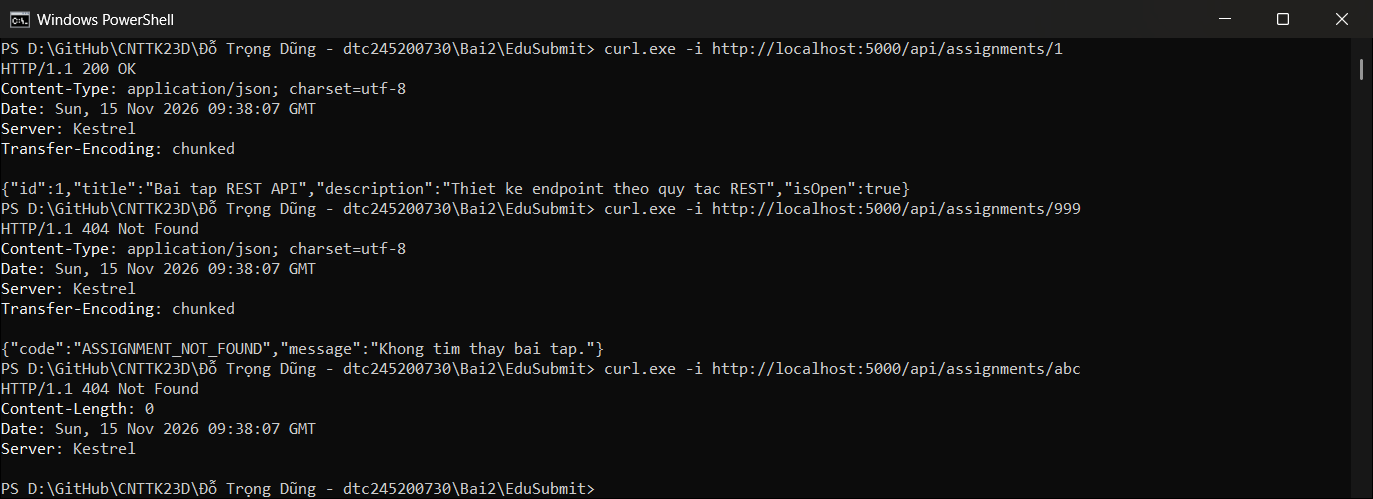 Windows PowerShell
PS D:\GitHub\CNTTK23D\Đỗ Trọng Dũng - dtc245200730\Bai2\EduSubmit> curl.exe -i http://localhost:5000/api/assignments/1
HTTP/1.1 200 OK
Content-Type: application/json; charset=utf-8
Date: Sun, 15 Nov 2026 09:38:07 GMT
Server: Kestrel
Transfer-Encoding: chunked
{"id":1,"title":"Bai tap REST API","description":"Thiet ke endpoint theo quy tac REST","isOpen":true}
PS D:\GitHub\CNTTK23D\Đỗ Trọng Dũng - dtc245200730\Bai2\EduSubmit> curl.exe -i http://localhost:5000/api/assignments/999
HTTP/1.1 404 Not Found
Content-Type: application/json; charset=utf-8
Date: Sun, 15 Nov 2026 09:38:07 GMT
Server: Kestrel
Transfer-Encoding: chunked
{"code":"ASSIGNMENT_NOT_FOUND","message":"Khong tim thay bai tap."}
PS D:\GitHub\CNTTK23D\Đỗ Trọng Dũng - dtc245200730\Bai2\EduSubmit> curl.exe -i http://localhost:5000/api/assignments/abc
HTTP/1.1 404 Not Found
Content-Length: 0
Date: Sun, 15 Nov 2026 09:38:07 GMT
Server: Kestrel
PS D:\GitHub\CNTTK23D\Đỗ Trọng Dũng - dtc245200730\Bai2\EduSubmit>